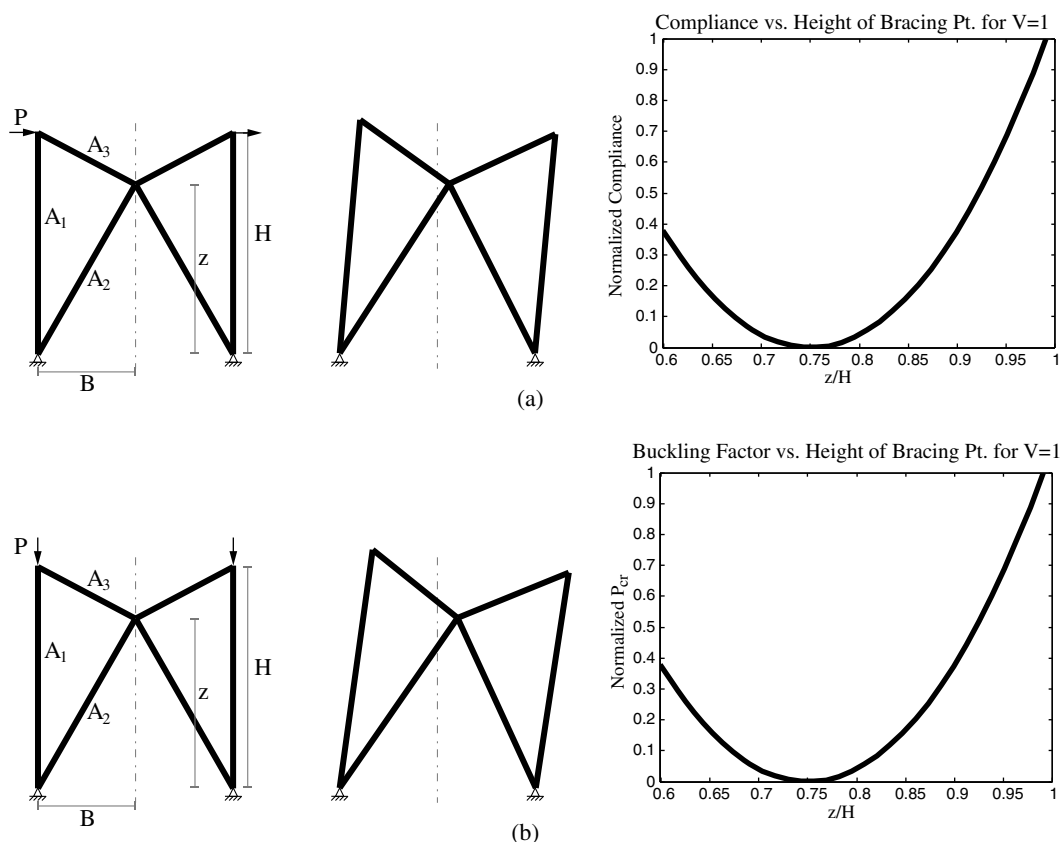 Compliance vs. Height of Bracing Pt. for V=1
P
A3
A1
A2
z
H
B
Normalized Compliance
1
0.9
0.8
0.7
0.6
0.5
0.4
0.3
0.2
0.1
0
0.6 0.65 0.7 0.75 0.8 0.85 0.9 0.95 1
z/H
(a)
Buckling Factor vs. Height of Bracing Pt. for V=1
P
A3
A1
A2
z
H
B
Normalized Pcr
1
0.9
0.8
0.7
0.6
0.5
0.4
0.3
0.2
0.1
0
0.6 0.65 0.7 0.75 0.8 0.85 0.9 0.95 1
z/H
(b)